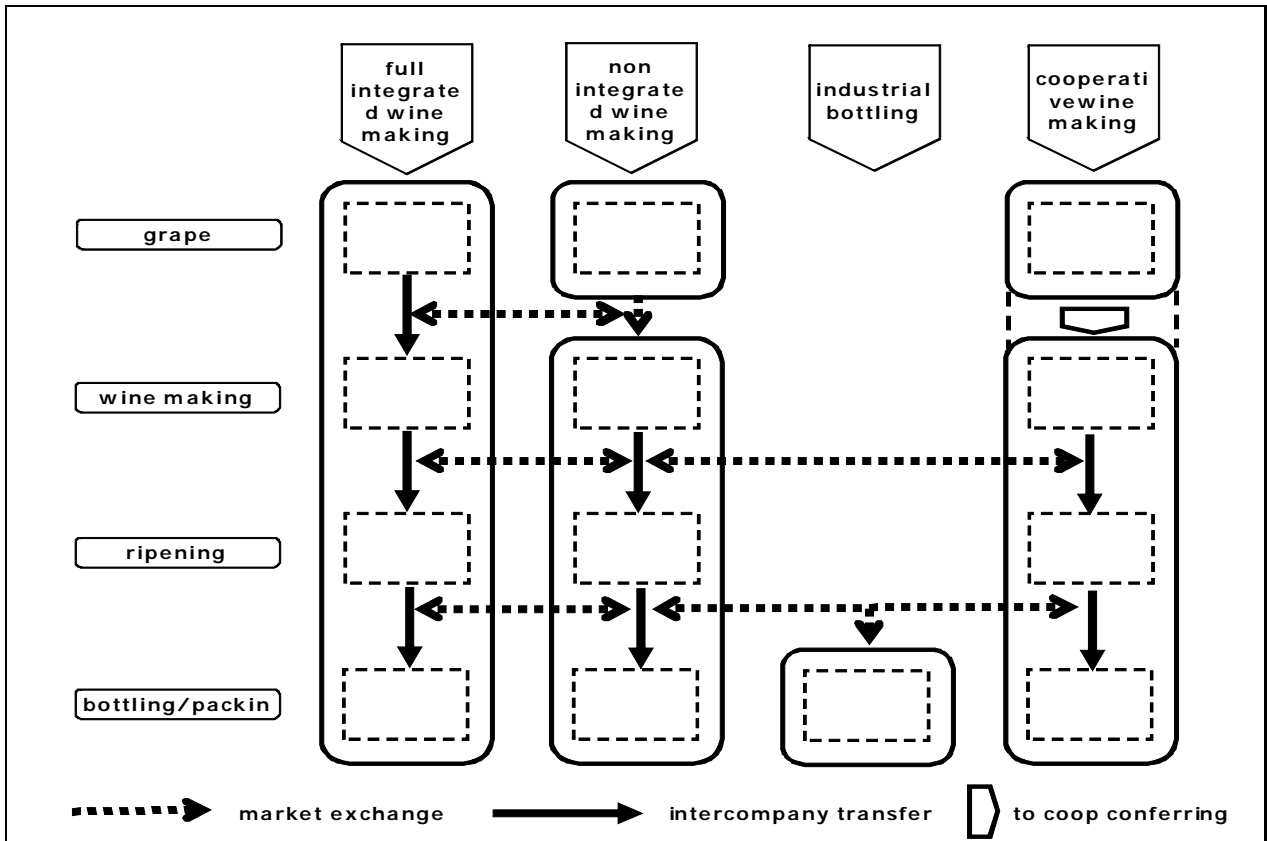 full
integrate
d wine
making
non
integrate
d wine
making
industrial
bottling
cooperati
vewine
making
grape
wine making
ripening
bottling/packin
market exchange
intercompany transfer
to coop conferring